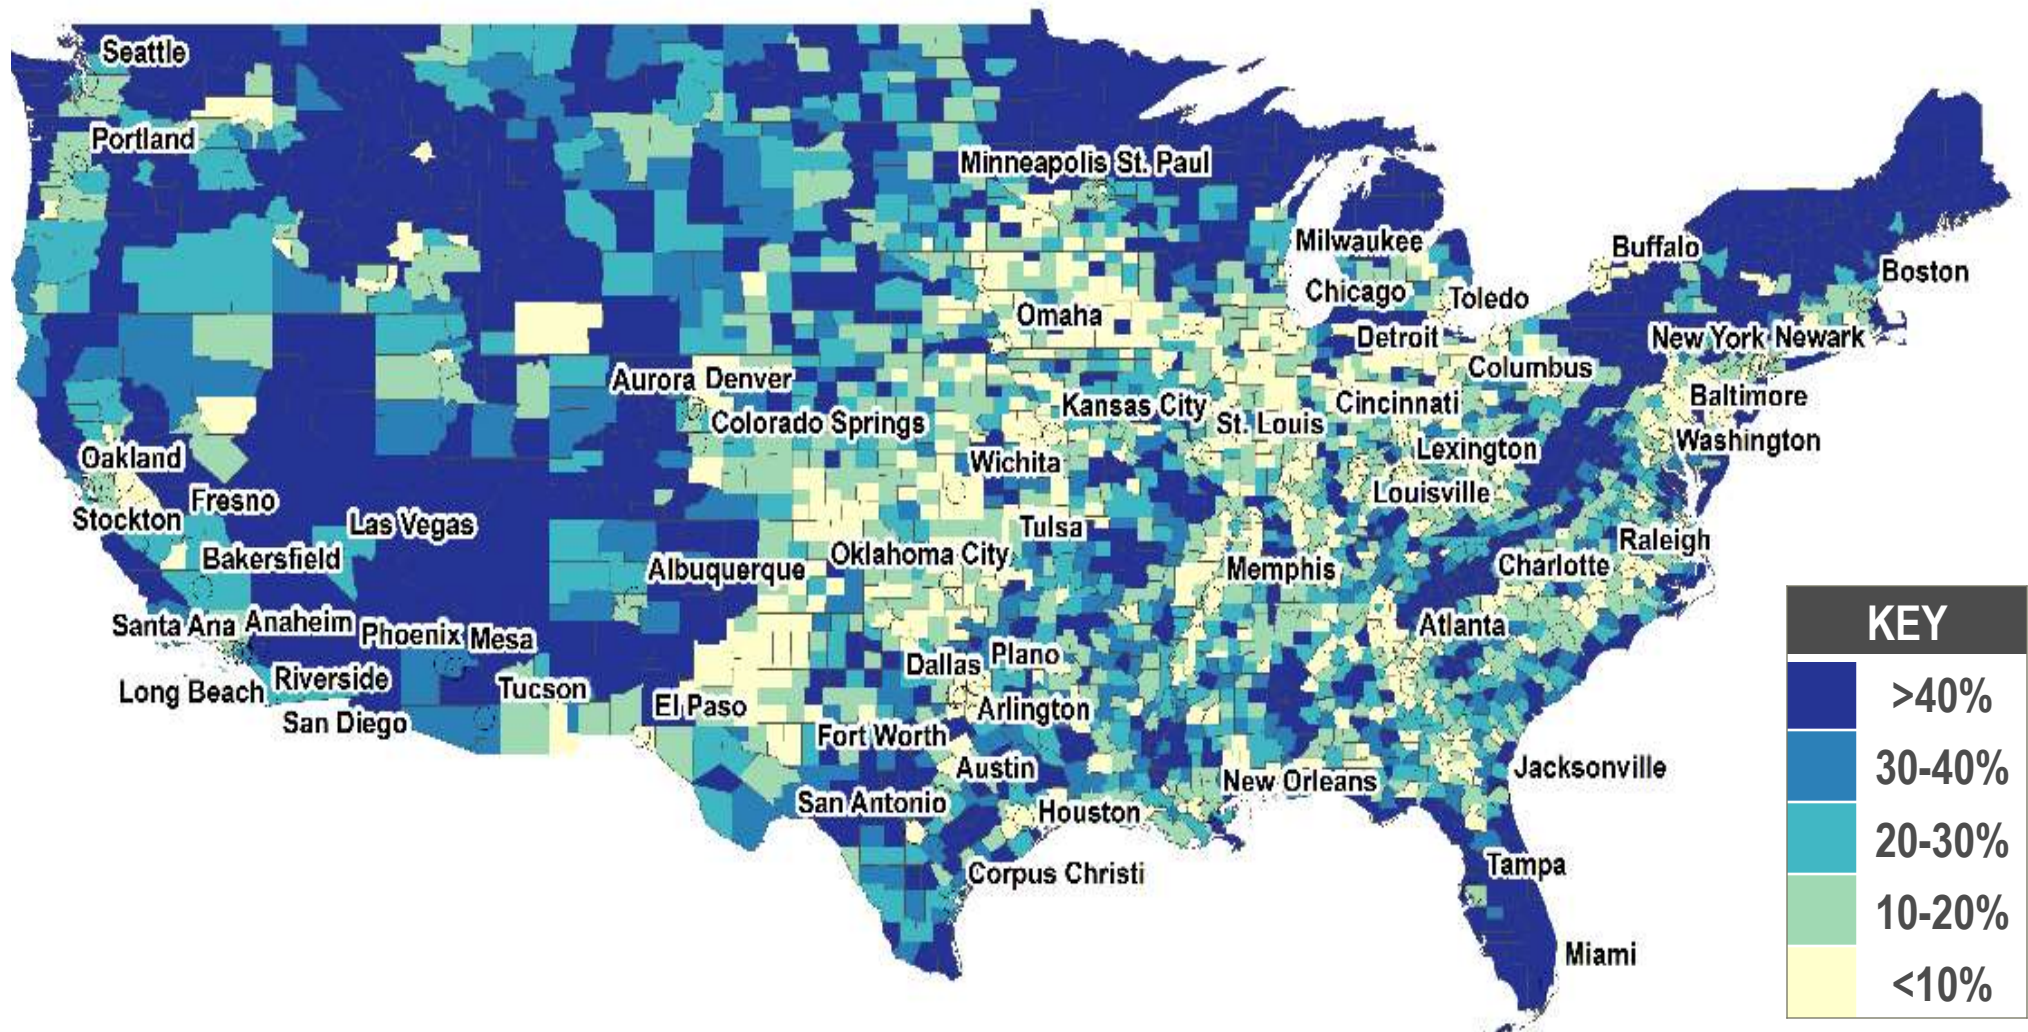 Seattle
Portland
Minneapolis St. Paul
Milwaukee
Buffalo
Boston
Chicago
Toledo
Omaha
Detroit
New York Newark
Columbus
Aurora Denver
Baltimore
Kansas City
Cincinnati
Colorado Springs
St. Louis
Washington
Oakland
Wichita
Lexington
Fresno
Louisville
Stockton
Las Vegas
Tulsa
Raleigh
Bakersfield
Albuquerque
Oklahoma City
Memphis
Charlotte
Santa Ana
Anaheim
Phoenix
Mesa
Atlanta
Dallas
Plano
Long Beach
Riverside
Tucson
El Paso
Arlington
San Diego
Fort Worth
Austin
Jacksonville
New Orleans
San Antonio
Houston
Tampa
Corpus Christi
Miami
KEY
>40%
30-40%
20-30%
10-20%
<10%